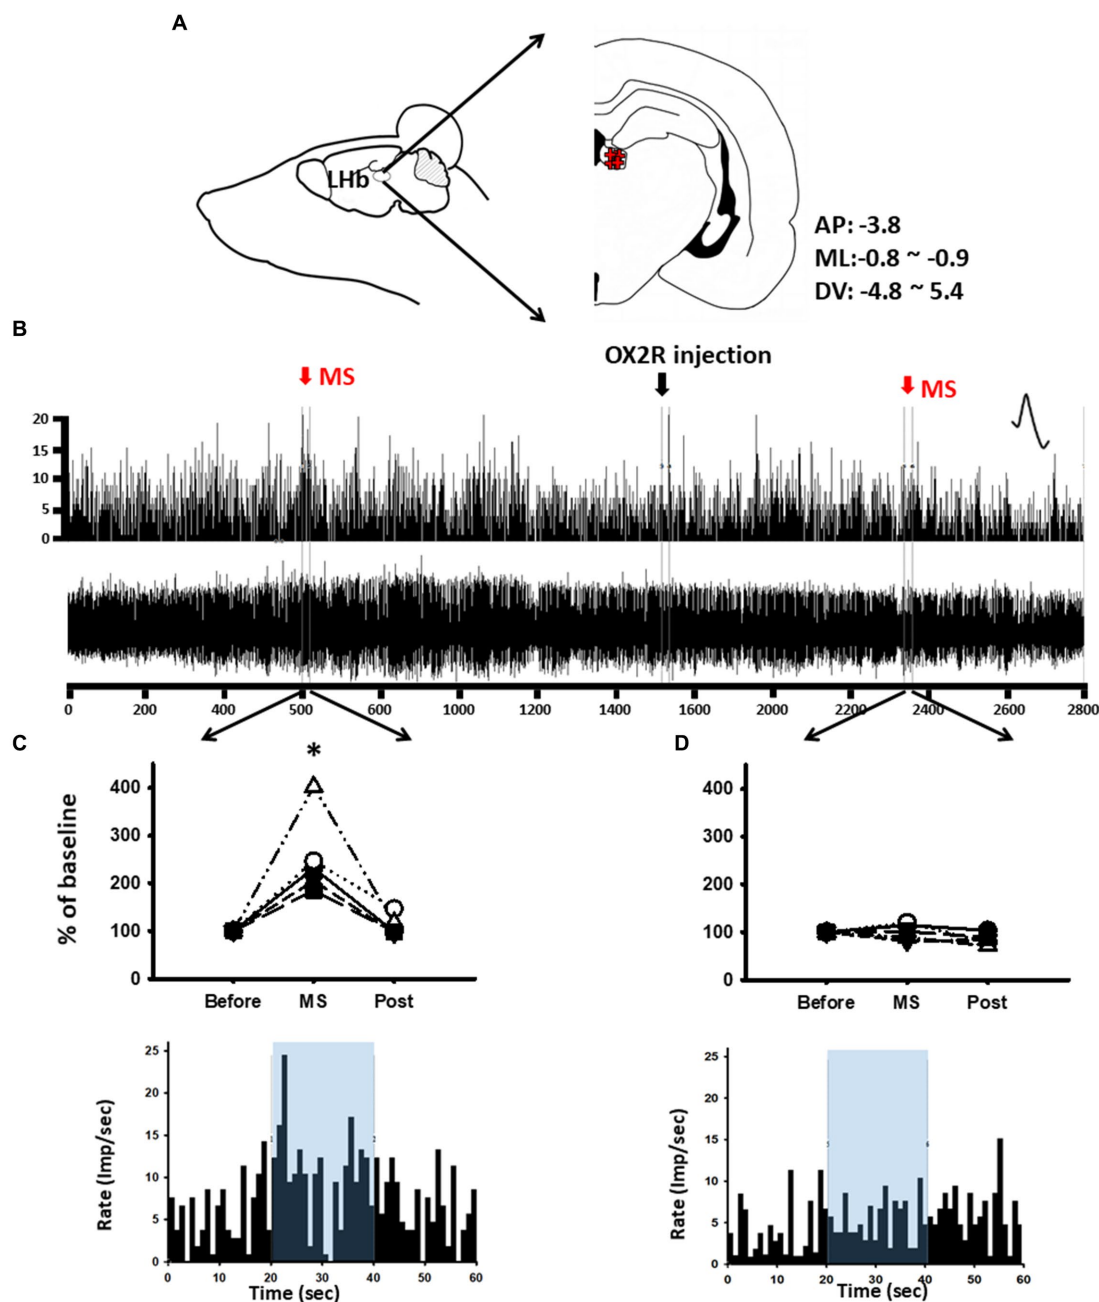 A
LHb
AP: -3.8
ML:-0.8 ~ -0.9
DV: -4.8 ~ 5.4
B
OX2R injection
MS
MS
20
15
10
5
0
0 200 400 500 600 800 1000 1200 1400 1600 1800 2000 2200 2400 2600 2800
C
*
% of baseline
400
300
200
100
0
Before MS Post
D
400
300
200
100
0
Before MS Post
Rate (Imp/sec)
25
20
15
10
5
0
0 10 20 30 40 50 60
Time (sec)
Rate (Imp/sec)
25
20
15
10
5
0
0 10 20 30 40 50 60
Time (sec)